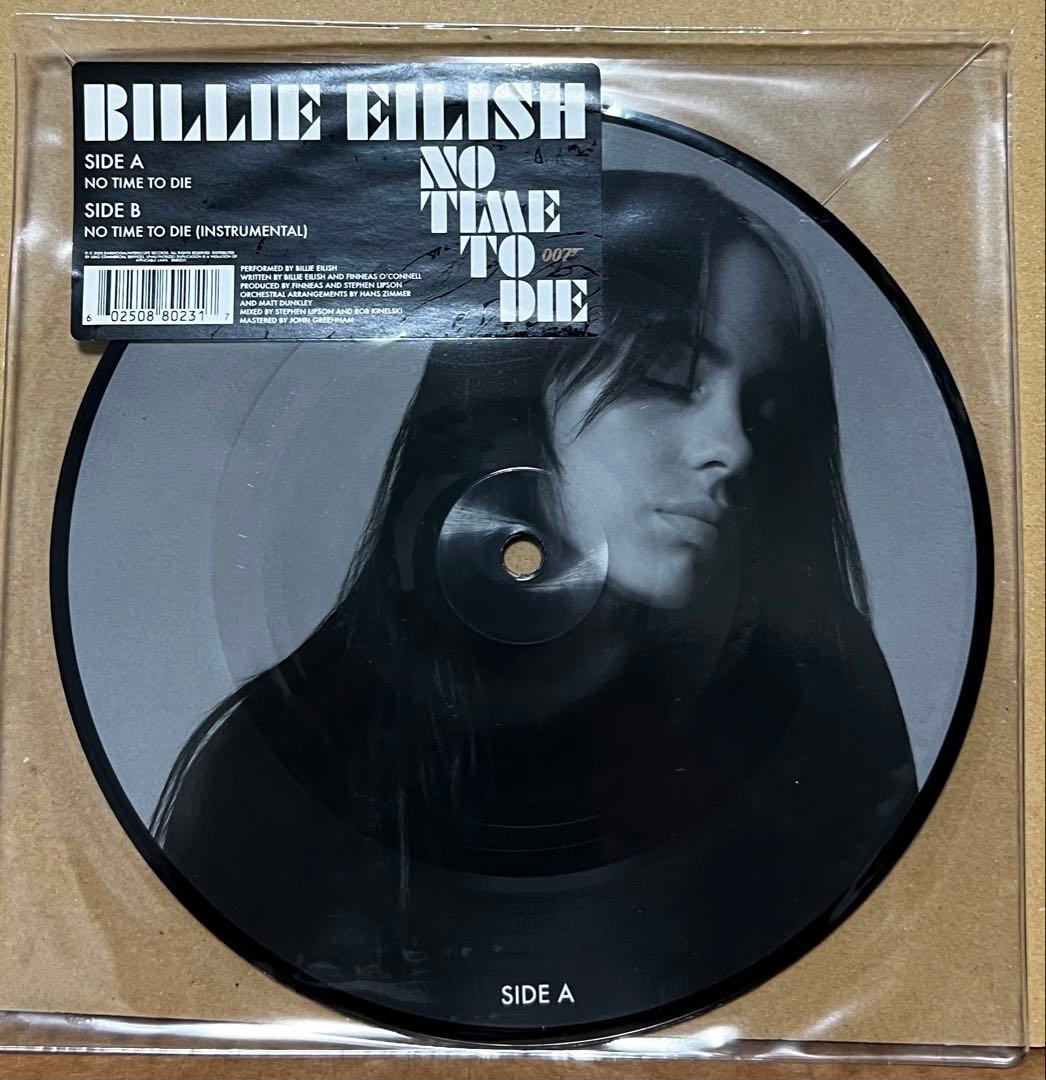 BILLIE EILISH
SIDE A
NO TIME TO DIE
SIDE B
NO TIME TO DIE (INSTRUMENTAL)
NO
TIME
TO 007
DIE
PERFORMED BY BILLIE EILISH
WRITTEN BY BILLIE EILISH AND FINNEAS O'CONNELL
PRODUCED BY FINNEAS AND STEPHEN LIPSON
ORCHESTRAL ARRANGEMENTS BY HANS ZIMMER
AND MATT DUNKLEY
MIXED BY STEPHEN LIPSON AND ROB KINELSKI
MASTERED BY JOHN GREENHAM
6 02508 80231 7
SIDE A